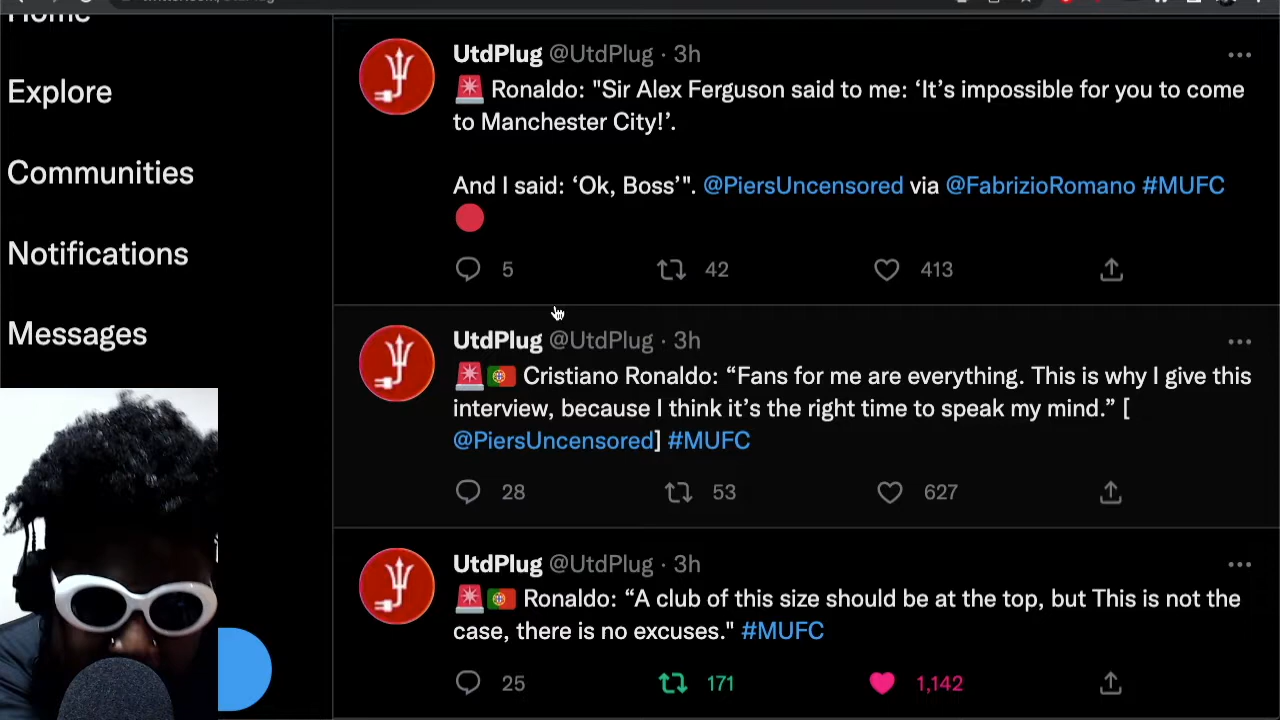 Home
Explore
Communities
Notifications
Messages
UtdPlug @UtdPlug · 3h
🚨 Ronaldo: "Sir Alex Ferguson said to me: ‘It’s impossible for you to come
to Manchester City!’.
And I said: ‘Ok, Boss’". @PiersUncensored via @FabrizioRomano #MUFC
🔴
5 42 413
UtdPlug @UtdPlug · 3h
🚨🇵🇹 Cristiano Ronaldo: “Fans for me are everything. This is why I give this
interview, because I think it’s the right time to speak my mind.” [
@PiersUncensored] #MUFC
28 53 627
UtdPlug @UtdPlug · 3h
🚨🇵🇹 Ronaldo: “A club of this size should be at the top, but This is not the
case, there is no excuses." #MUFC
25 171 1,142